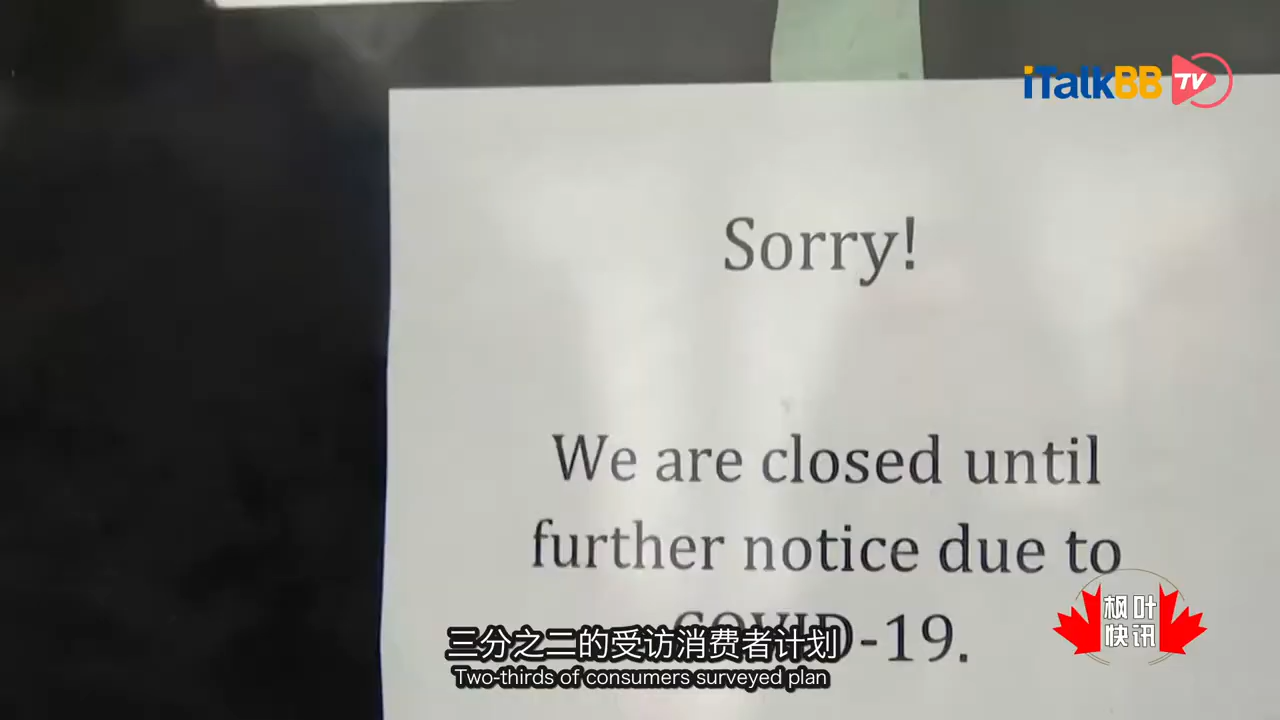 iTalkBB TV
Sorry!
We are closed until
further notice due to
COVID-19.
枫叶
快讯
三分之二的受访消费者计划
Two-thirds of consumers surveyed plan